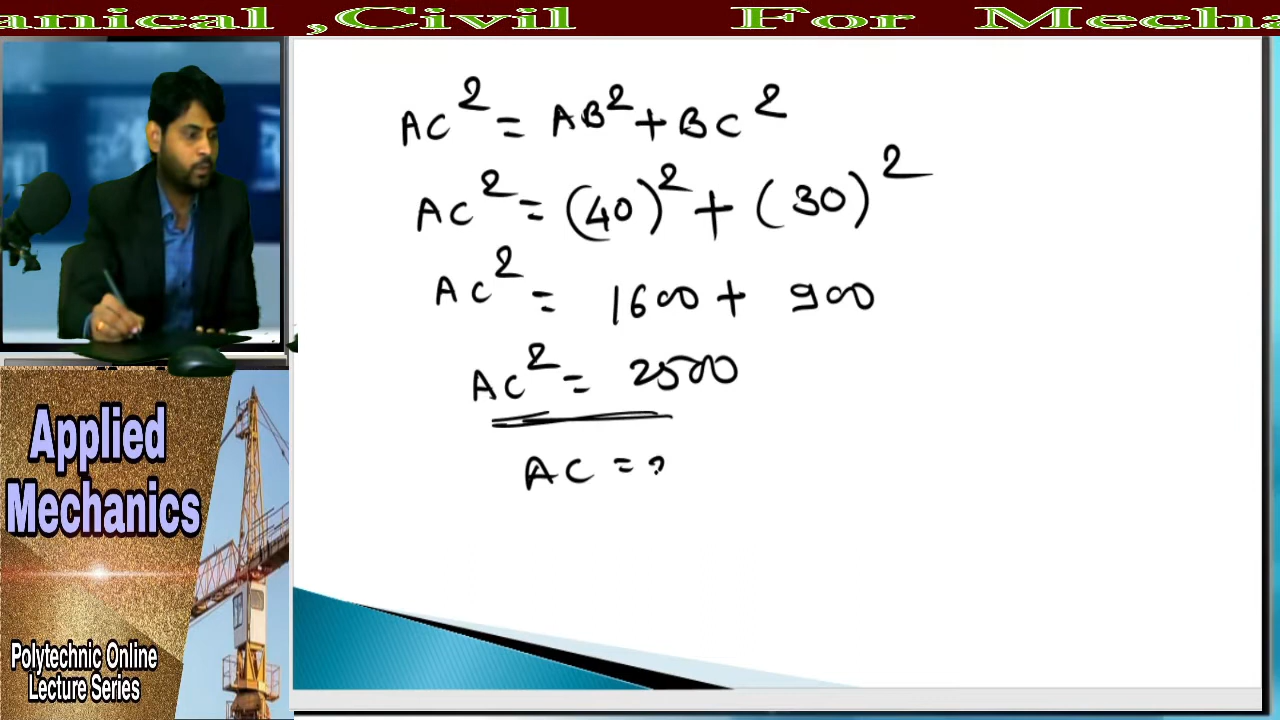 anical ,Civil For Mecha
AC² = AB² + BC²
AC² = (40)² + (30)²
AC² = 1600 + 900
AC² = 2500
AC =
Applied
Mechanics
Polytechnic Online
Lecture Series